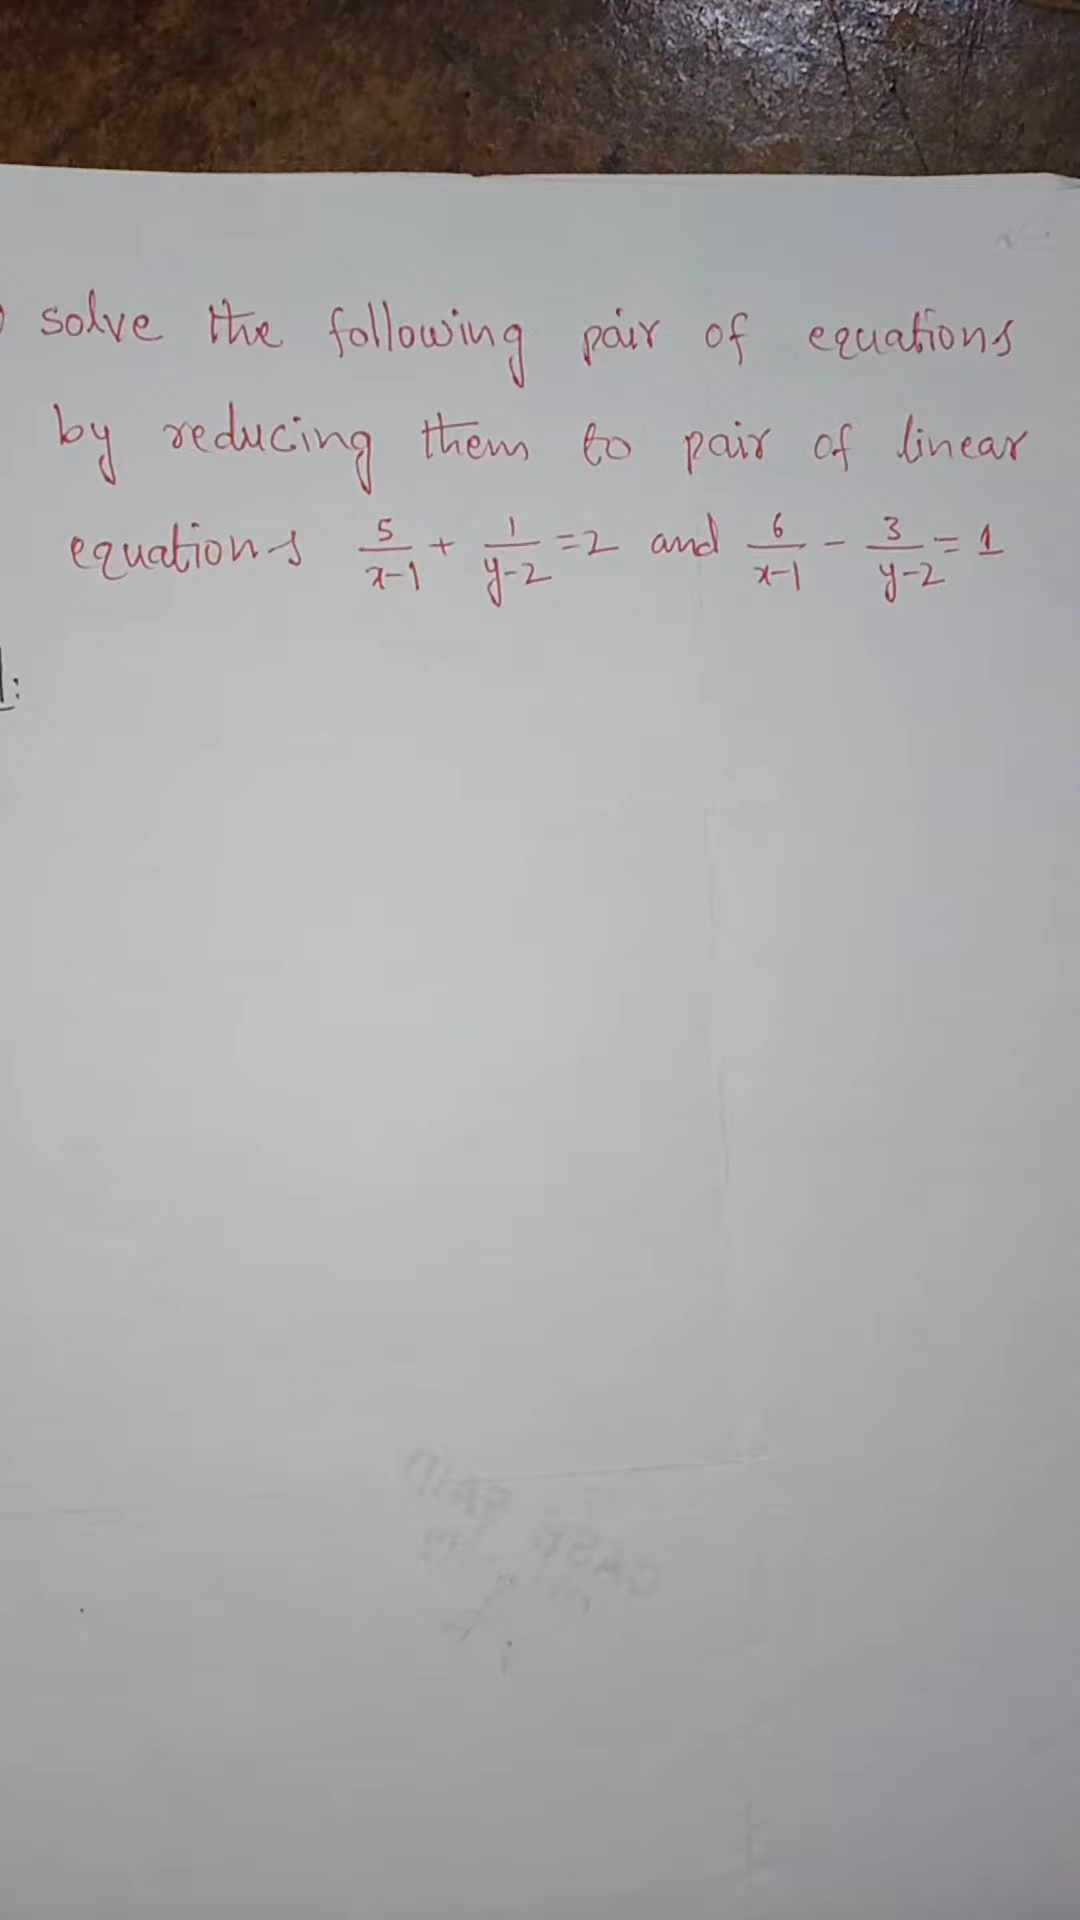 solve the following pair of equations
by reducing them to pair of linear
equations 5/(x-1) + 1/(y-2) = 2 and 6/(x-1) - 3/(y-2) = 1